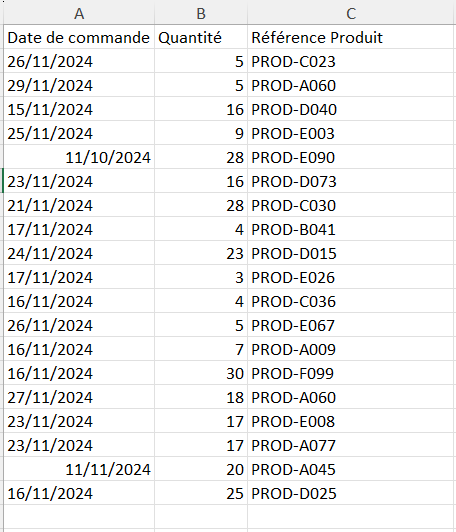 A B C
Date de commande Quantité Référence Produit
26/11/2024 5 PROD-C023
29/11/2024 5 PROD-A060
15/11/2024 16 PROD-D040
25/11/2024 9 PROD-E003
11/10/2024 28 PROD-E090
23/11/2024 16 PROD-D073
21/11/2024 28 PROD-C030
17/11/2024 4 PROD-B041
24/11/2024 23 PROD-D015
17/11/2024 3 PROD-E026
16/11/2024 4 PROD-C036
26/11/2024 5 PROD-E067
16/11/2024 7 PROD-A009
16/11/2024 30 PROD-F099
27/11/2024 18 PROD-A060
23/11/2024 17 PROD-E008
23/11/2024 17 PROD-A077
11/11/2024 20 PROD-A045
16/11/2024 25 PROD-D025